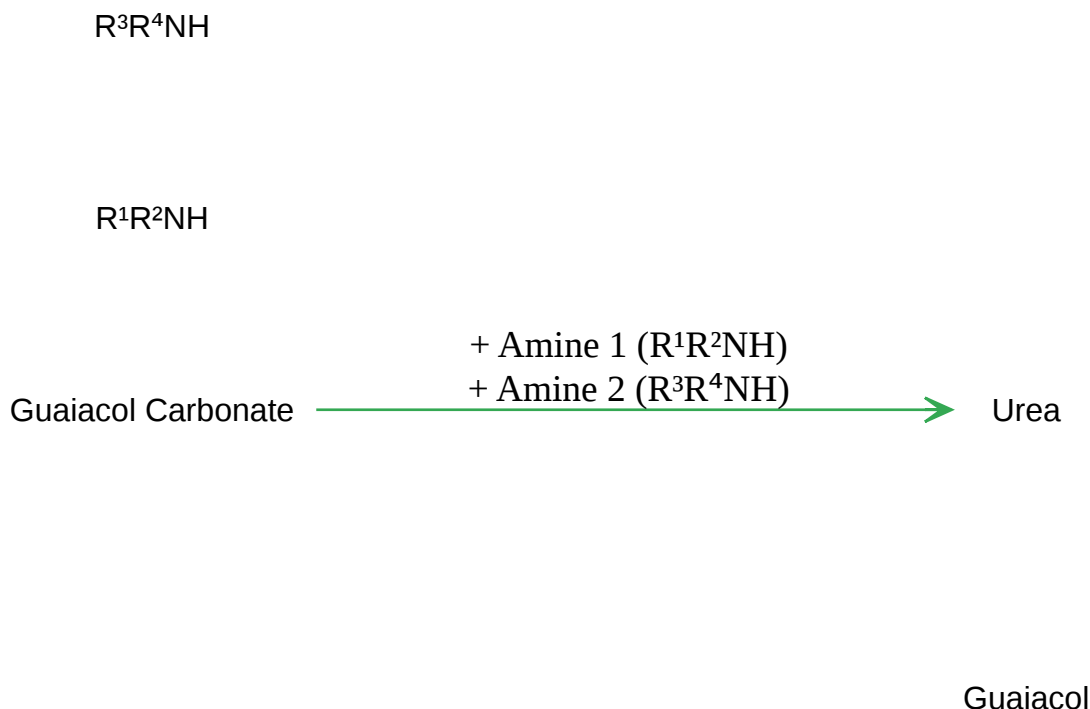 R³R⁴NH
R¹R²NH
+ Amine 1 (R¹R²NH)
+ Amine 2 (R³R⁴NH)
Guaiacol Carbonate
Urea
Guaiacol